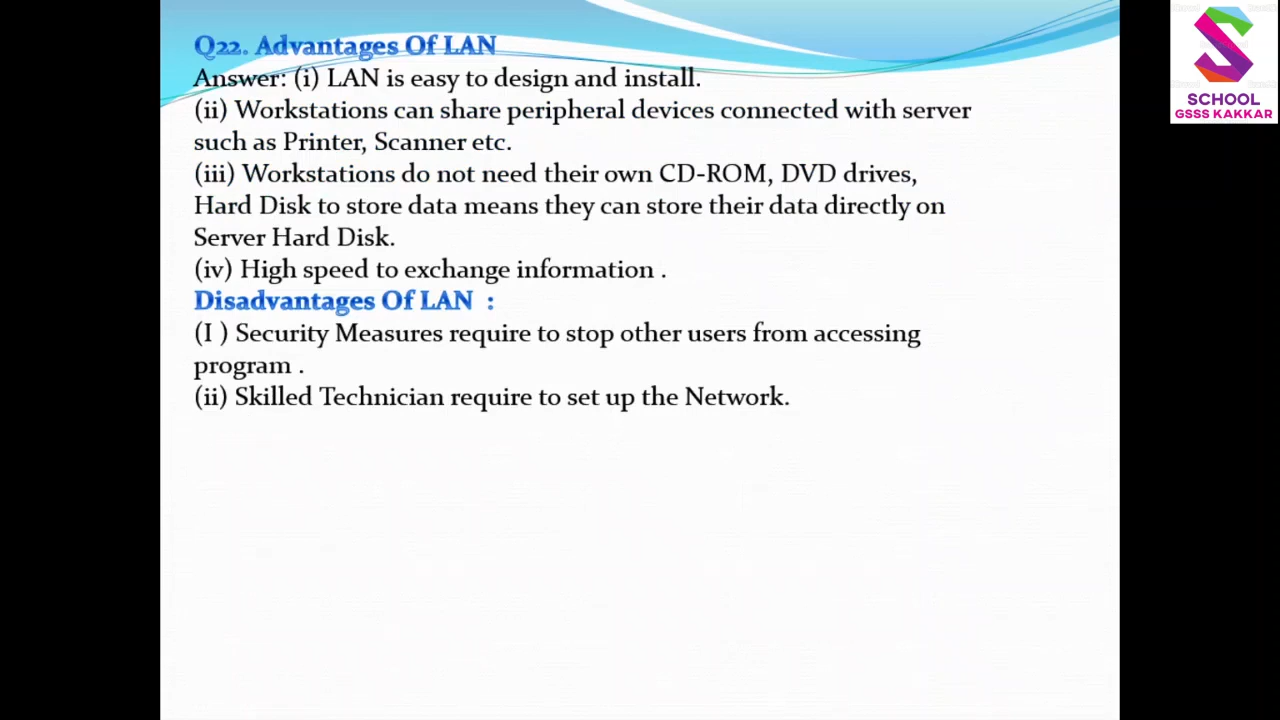 Q22. Advantages Of LAN
Answer: (i) LAN is easy to design and install.
(ii) Workstations can share peripheral devices connected with server
such as Printer, Scanner etc.
(iii) Workstations do not need their own CD-ROM, DVD drives,
Hard Disk to store data means they can store their data directly on
Server Hard Disk.
(iv) High speed to exchange information .
Disadvantages Of LAN :
(I ) Security Measures require to stop other users from accessing
program .
(ii) Skilled Technician require to set up the Network.
SCHOOL
GSSS KAKKAR